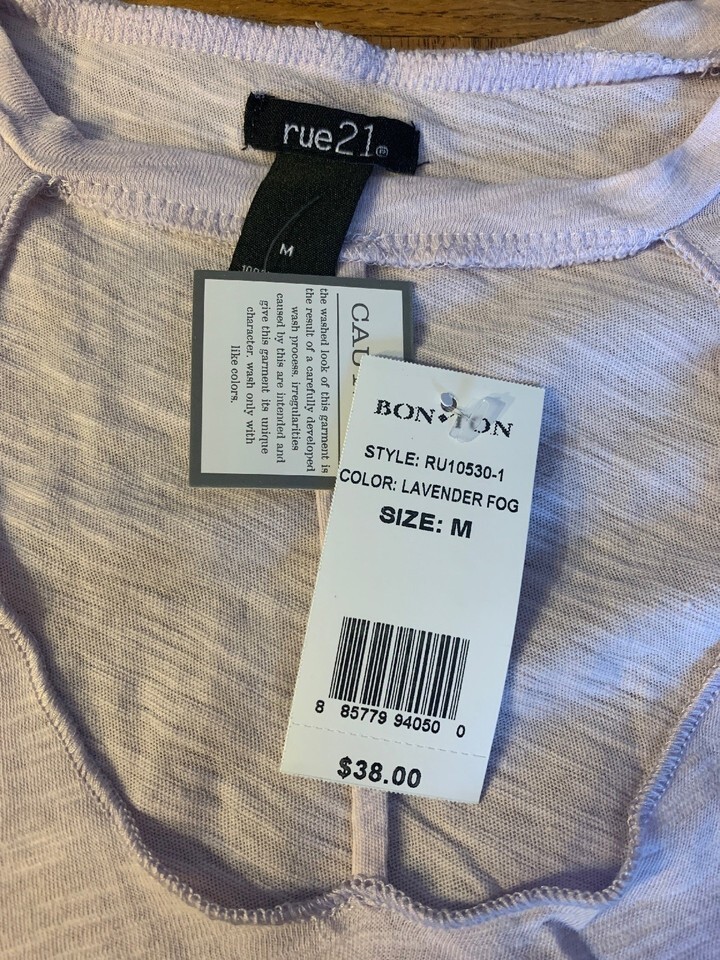 rue21®
M
100
CAU
the washed look of this garment is
the result of a carefully developed
wash process. irregularities
caused by this are intended and
give this garment its unique
character. wash only with
like colors.
BON TON
STYLE: RU10530-1
COLOR: LAVENDER FOG
SIZE: M
8 85779 94050 0
$38.00